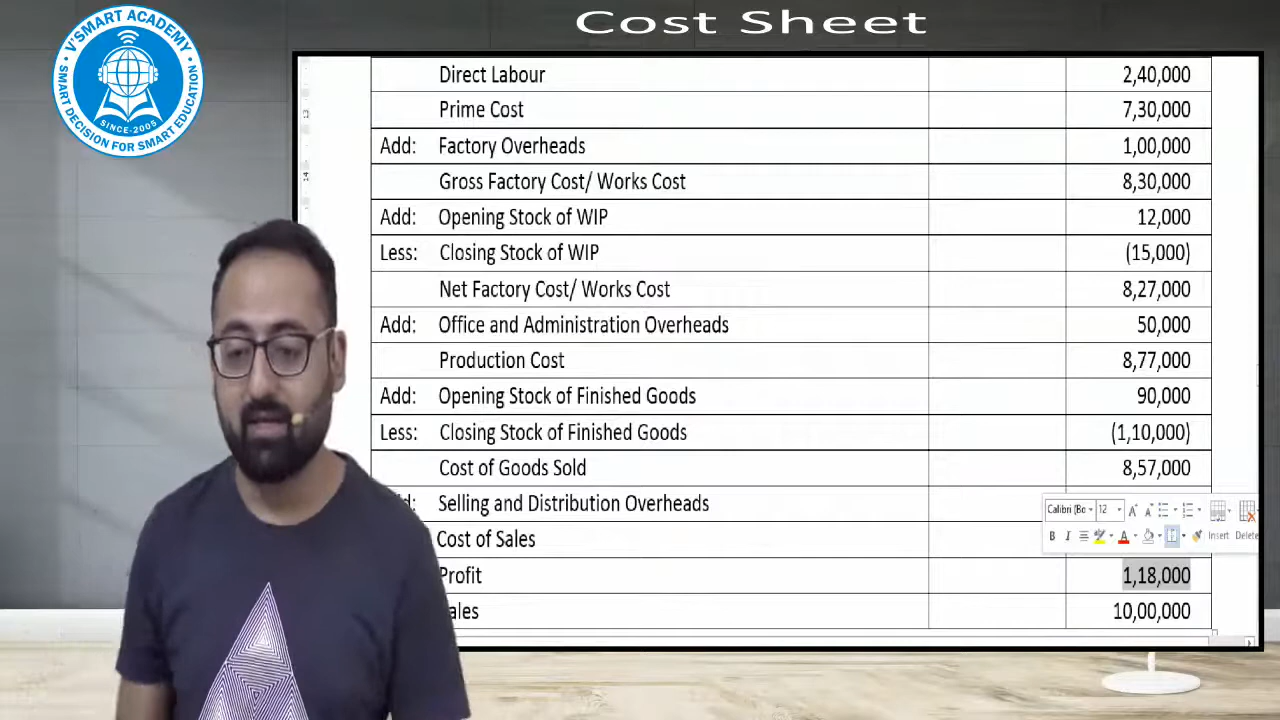 Cost Sheet
V'SMART ACADEMY
SMART DECISION FOR SMART EDUCATION
SINCE-2005
Direct Labour 2,40,000
Prime Cost 7,30,000
Add: Factory Overheads 1,00,000
Gross Factory Cost/ Works Cost 8,30,000
Add: Opening Stock of WIP 12,000
Less: Closing Stock of WIP (15,000)
Net Factory Cost/ Works Cost 8,27,000
Add: Office and Administration Overheads 50,000
Production Cost 8,77,000
Add: Opening Stock of Finished Goods 90,000
Less: Closing Stock of Finished Goods (1,10,000)
Cost of Goods Sold 8,57,000
Selling and Distribution Overheads
Calibri (Bo 12
Cost of Sales
B I A Insert Delete
Profit 1,18,000
ales 10,00,000
13
14